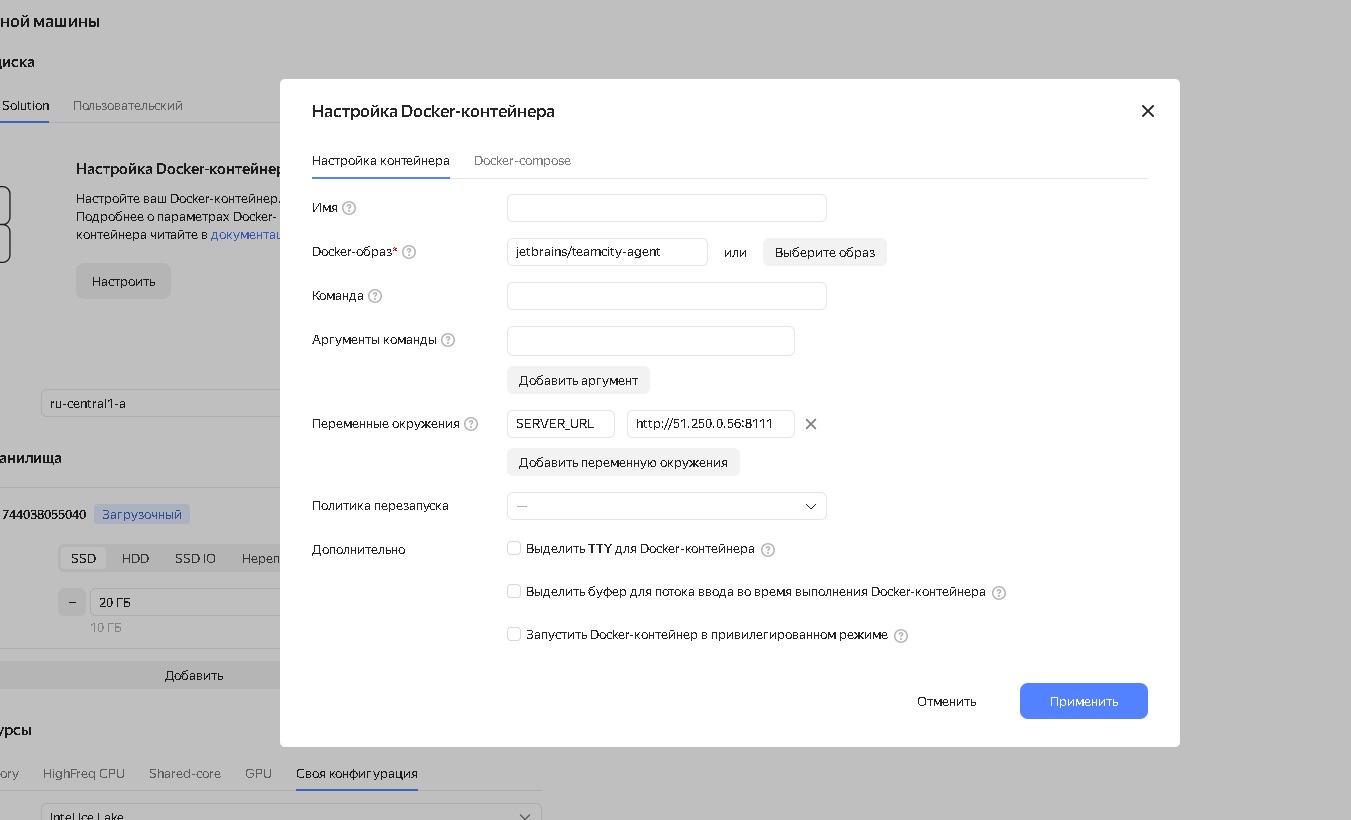 ной машины
диска
Solution
Пользовательский
Настройка Docker-контейнер
Настройте ваш Docker-контейнер.
Подробнее о параметрах Docker-
контейнера читайте в документац
Настроить
ru-central1-a
анилища
744038055040 Загрузочный
SSD HDD SSD IO Нереп
– 20 ГБ
10 ГБ
Добавить
урсы
ory HighFreq CPU Shared-core GPU Своя конфигурация
Intel Ice Lake
Настройка Docker-контейнера
Настройка контейнера Docker-compose
Имя
Docker-образ* jetbrains/teamcity-agent или Выберите образ
Команда
Аргументы команды
Добавить аргумент
Переменные окружения SERVER_URL http://51.250.0.56:8111
Добавить переменную окружения
Политика перезапуска —
Дополнительно Выделить TTY для Docker-контейнера
Выделить буфер для потока ввода во время выполнения Docker-контейнера
Запустить Docker-контейнер в привилегированном режиме
Отменить Применить